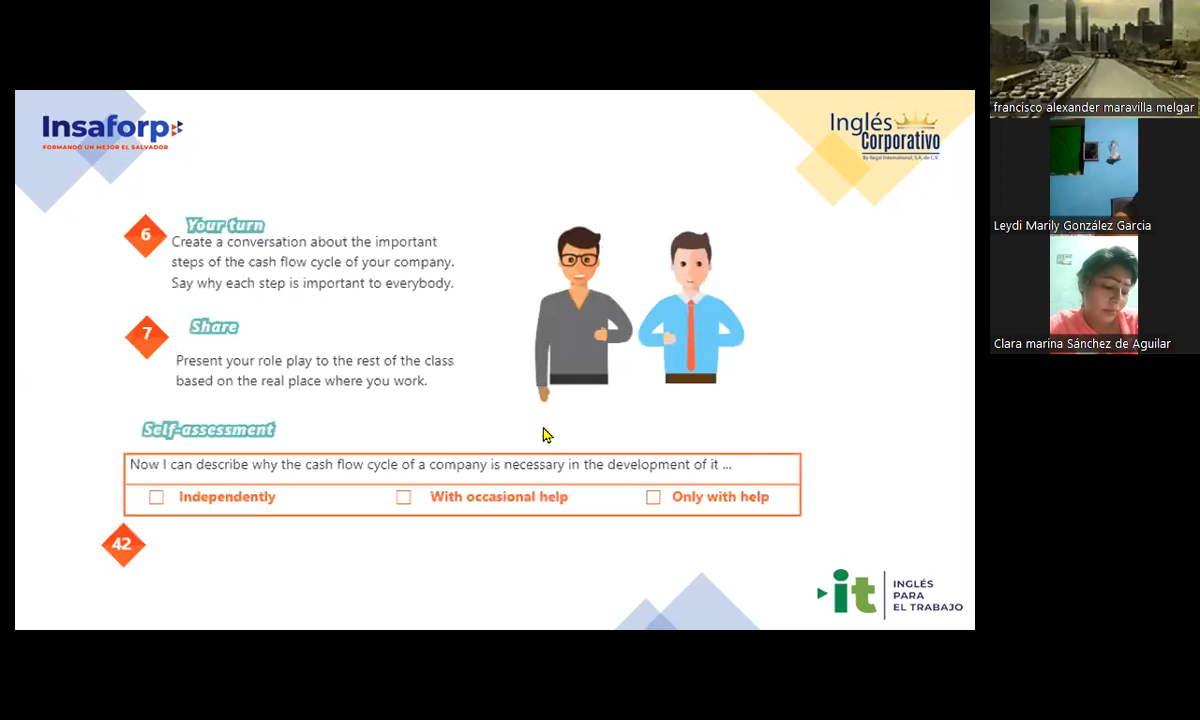 Insaforp
FORMANDO UN MEJOR EL SALVADOR
Inglés
Corporativo
By Regal International, S.A. de C.V.
6
Your turn
Create a conversation about the important
steps of the cash flow cycle of your company.
Say why each step is important to everybody.
7
Share
Present your role play to the rest of the class
based on the real place where you work.
Self-assessment
Now I can describe why the cash flow cycle of a company is necessary in the development of it ...
Independently
With occasional help
Only with help
42
it
INGLÉS
PARA
EL TRABAJO
francisco alexander maravilla melgar
Leydi Marily González Garcia
Clara marina Sánchez de Aguilar